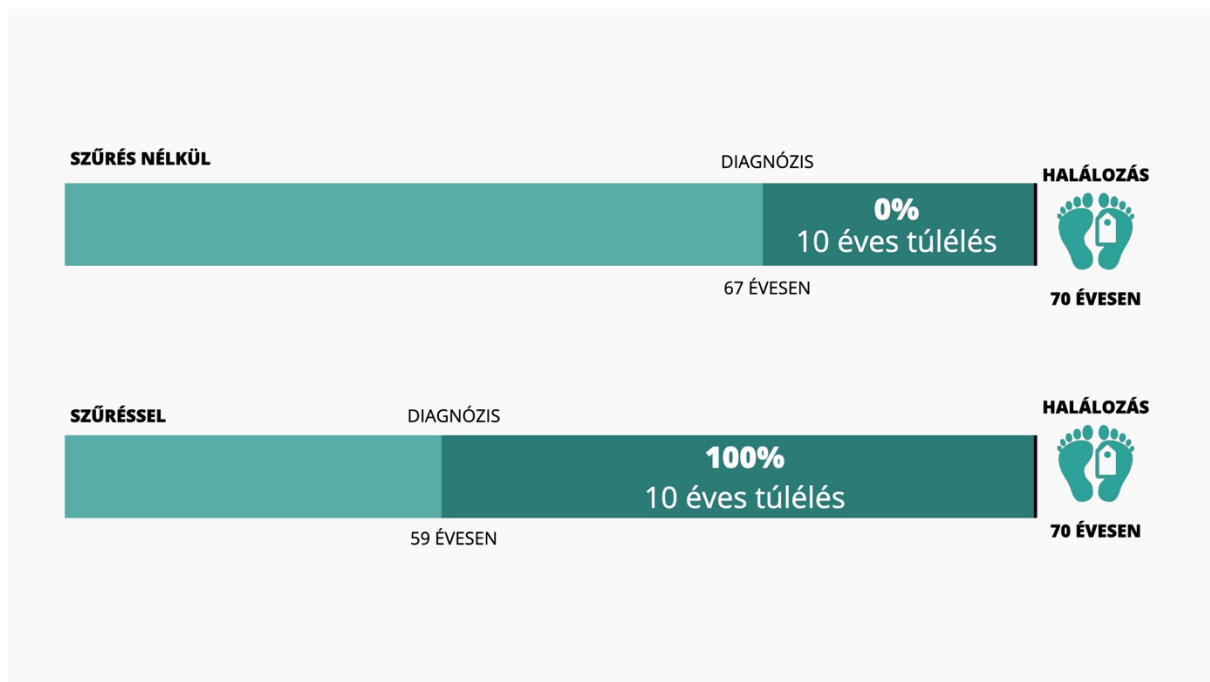 SZŰRÉS NÉLKÜL
DIAGNÓZIS
HALÁLOZÁS
0%
10 éves túlélés
67 ÉVESEN
70 ÉVESEN
SZŰRÉSSEL
DIAGNÓZIS
HALÁLOZÁS
100%
10 éves túlélés
59 ÉVESEN
70 ÉVESEN